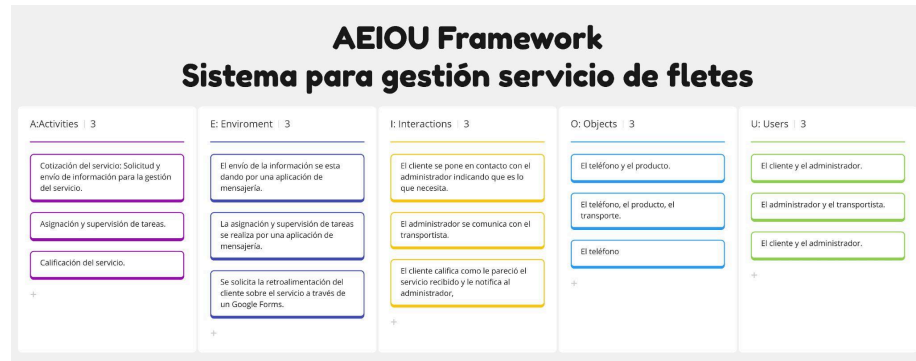 AEIOU Framework
Sistema para gestión servicio de fletes
A:Activities | 3
Cotización del servicio: Solicitud y
envío de información para la gestión
del servicio.
Asignación y supervisión de tareas.
Calificación del servicio.
+
E: Enviroment | 3
El envío de la información se esta
dando por una aplicación de
mensajería.
La asignación y supervisión de tareas
se realiza por una aplicación de
mensajería.
Se solicita la retroalimentación del
cliente sobre el servicio a través de
un Google Forms.
+
I: Interactions | 3
El cliente se pone en contacto con el
administrador indicando que es lo
que necesita.
El administrador se comunica con el
transportista.
El cliente califica como le pareció el
servicio recibido y le notifica al
administrador,
+
O: Objects | 3
El teléfono y el producto.
El teléfono, el producto, el
transporte.
El teléfono
+
U: Users | 3
El cliente y el administrador.
El administrador y el transportista.
El cliente y el administrador.
+